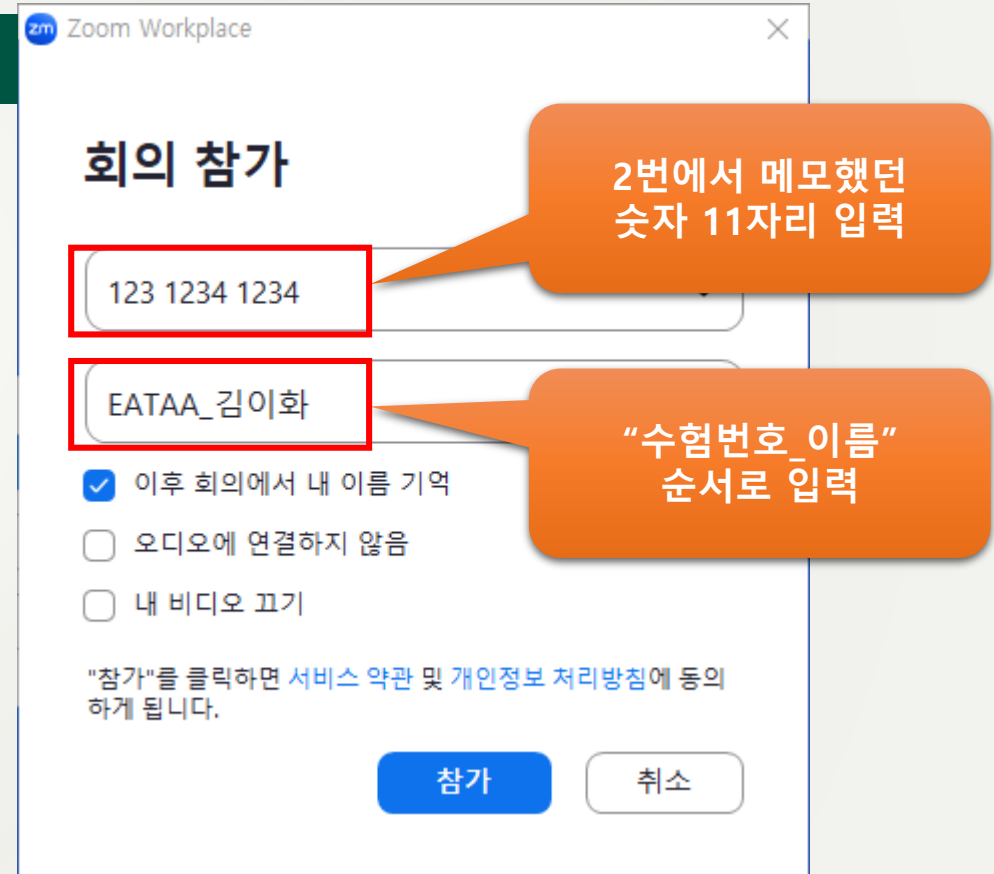 zm Zoom Workplace
회의 참가
2번에서 메모했던
숫자 11자리 입력
123 1234 1234
EATAA_김이화
“수험번호_이름”
순서로 입력
이후 회의에서 내 이름 기억
오디오에 연결하지 않음
내 비디오 끄기
"참가"를 클릭하면 서비스 약관 및 개인정보 처리방침에 동의
하게 됩니다.
참가
취소